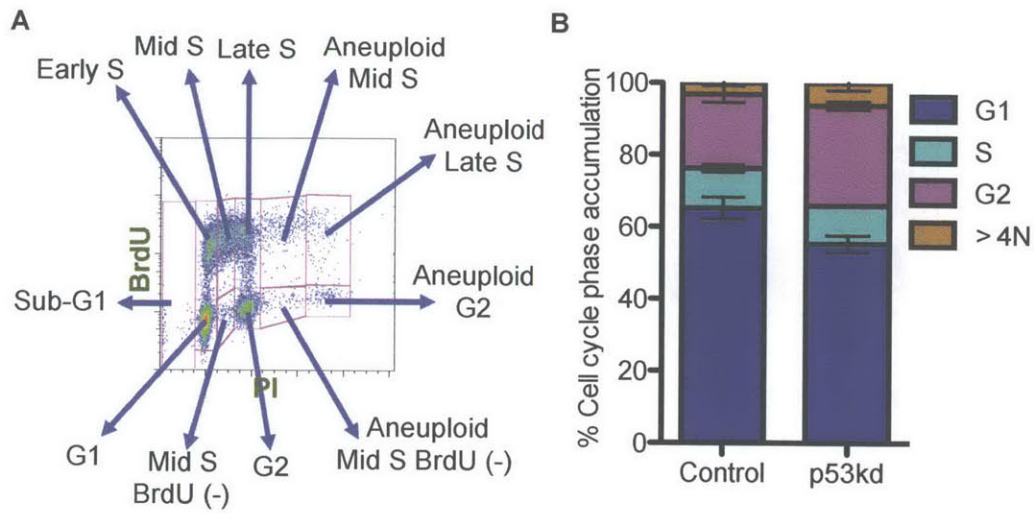 A
Early S
Mid S
Late S
Aneuploid
Mid S
Aneuploid
Late S
BrdU
Sub-G1
Aneuploid
G2
PI
G1
Mid S
BrdU (-)
G2
Aneuploid
Mid S BrdU (-)
B
% Cell cycle phase accumulation
100
80
60
40
20
0
Control
p53kd
G1
S
G2
> 4N